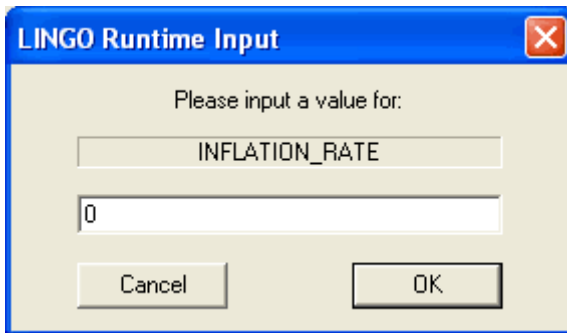 LINGO Runtime Input
Please input a value for:
INFLATION_RATE
0
Cancel OK